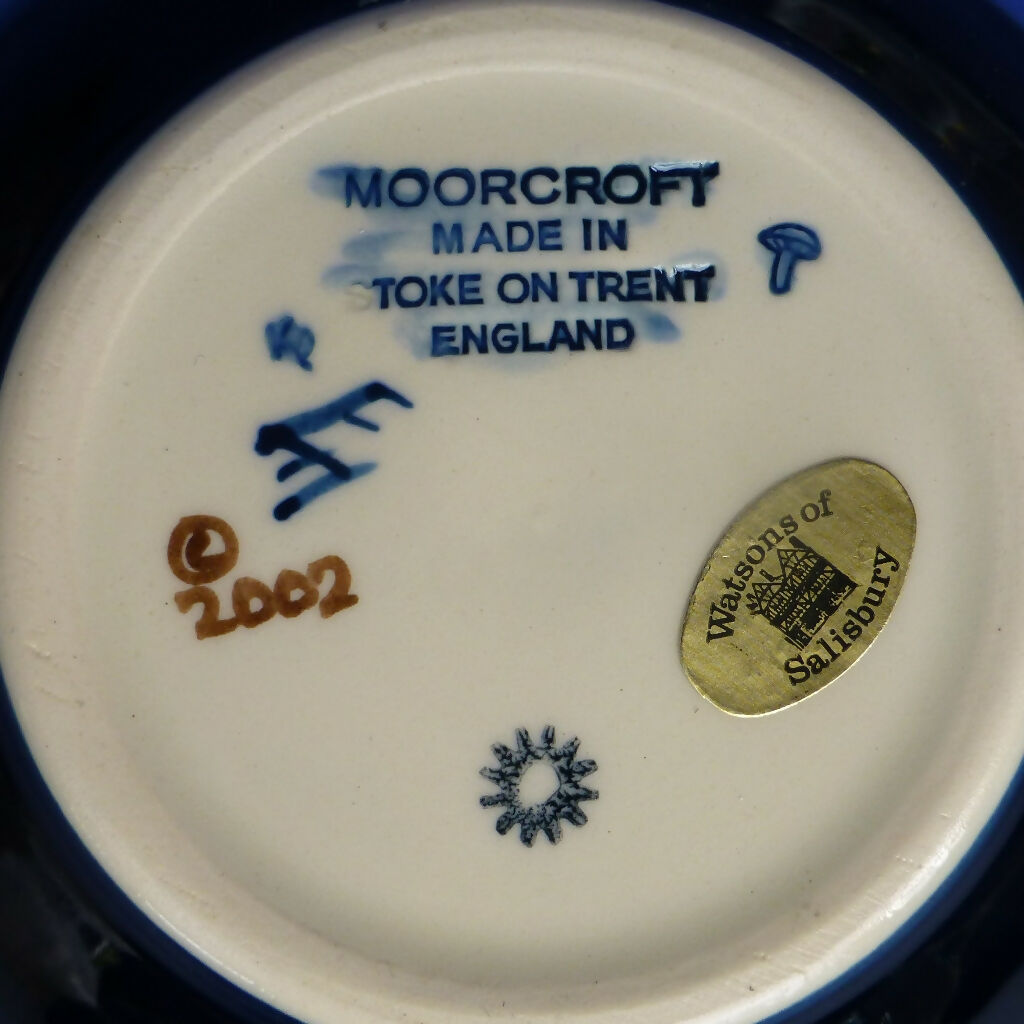 MOORCROFT
MADE IN
STOKE ON TRENT
ENGLAND
©
2002
Watsons of
Salisbury